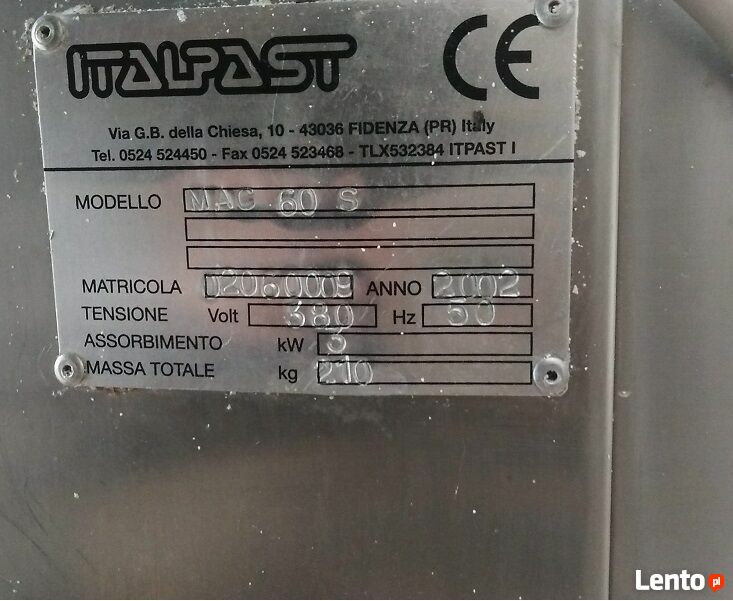 ITALPAST CE
Via G.B. della Chiesa, 10 - 43036 FIDENZA (PR) Italy
Tel. 0524 524450 - Fax 0524 523468 - TLX532384 ITPAST I
MODELLO MAC 60 S
MATRICOLA 02060009 ANNO 2002
TENSIONE Volt 380 Hz 50
ASSORBIMENTO kW 3
MASSA TOTALE kg 210
Lento.pl